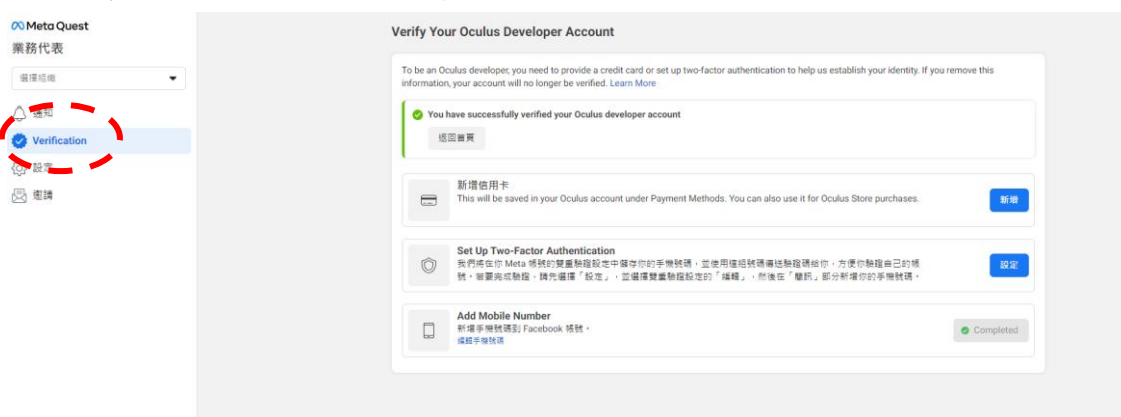 Meta Quest
業務代表
選擇組織
通知
Verification
設定
邀請
Verify Your Oculus Developer Account
To be an Oculus developer, you need to provide a credit card or set up two-factor authentication to help us establish your identity. If you remove this
information, your account will no longer be verified. Learn More
You have successfully verified your Oculus developer account
返回首頁
新增信用卡
This will be saved in your Oculus account under Payment Methods. You can also use it for Oculus Store purchases.
新增
Set Up Two-Factor Authentication
我們將在你 Meta 帳號的雙重驗證設定中儲存你的手機號碼，並使用這組號碼傳送驗證碼給你，方便你驗證自己的帳
號。若要完成驗證，請先選擇「設定」，並選擇雙重驗證設定的「編輯」，然後在「簡訊」部分新增你的手機號碼。
設定
Add Mobile Number
新增手機號碼到 Facebook 帳號。
編輯手機號碼
Completed